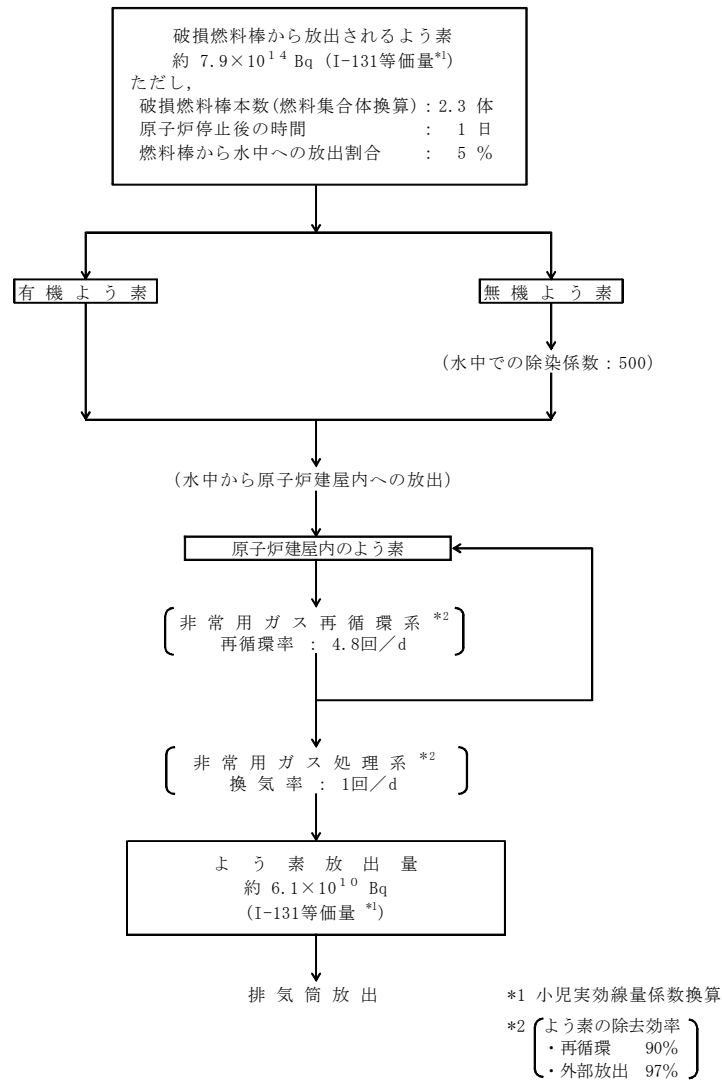 破損燃料棒から放出されるよう素
約 7.9×10¹⁴ Bq (I-131等価量*1)
ただし,
破損燃料棒本数(燃料集合体換算) : 2.3 体
原子炉停止後の時間 : 1 日
燃料棒から水中への放出割合 : 5 %
有機よう素
無機よう素
(水中での除染係数 : 500)
(水中から原子炉建屋内への放出)
原子炉建屋内のよう素
非常用ガス再循環系 *2
再循環率 : 4.8回/d
非常用ガス処理系 *2
換気率 : 1回/d
よう素放出量
約 6.1×10¹⁰ Bq
(I-131等価量 *1)
排気筒放出
*1 小児実効線量係数換算
*2 よう素の除去効率
・再循環 90%
・外部放出 97%